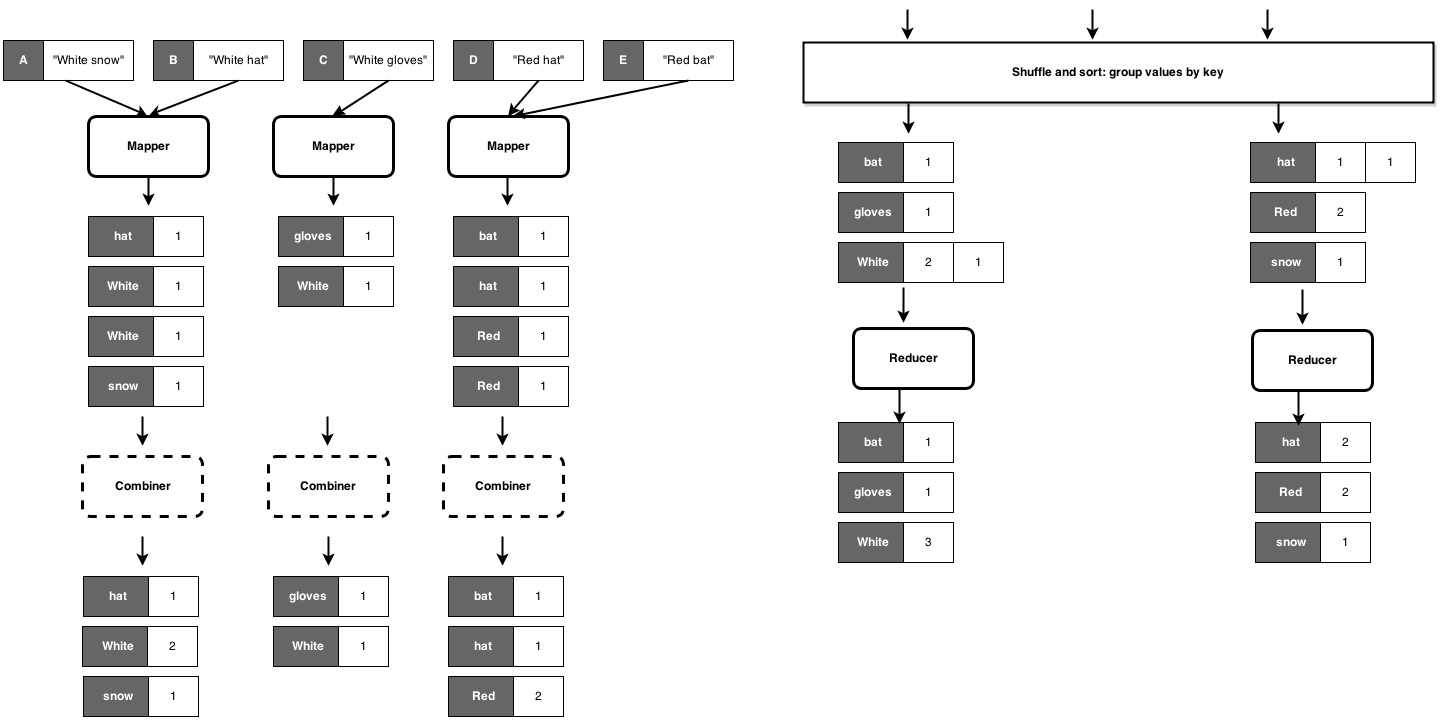 A "White snow" B "White hat" C "White gloves" D "Red hat" E "Red bat"
Mapper Mapper Mapper
hat 1 gloves 1 bat 1
White 1 White 1 hat 1
White 1 Red 1
snow 1 Red 1
Combiner Combiner Combiner
hat 1 gloves 1 bat 1
White 2 White 1 hat 1
snow 1 Red 2
Shuffle and sort: group values by key
bat 1 hat 1 1
gloves 1 Red 2
White 2 1 snow 1
Reducer Reducer
bat 1 hat 2
gloves 1 Red 2
White 3 snow 1